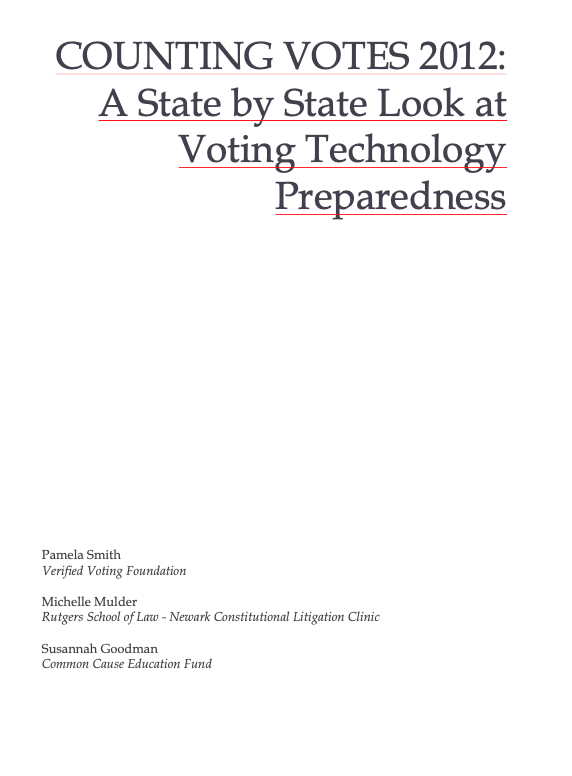 COUNTING VOTES 2012:
A State by State Look at
Voting Technology
Preparedness
Pamela Smith
Verified Voting Foundation
Michelle Mulder
Rutgers School of Law - Newark Constitutional Litigation Clinic
Susannah Goodman
Common Cause Education Fund